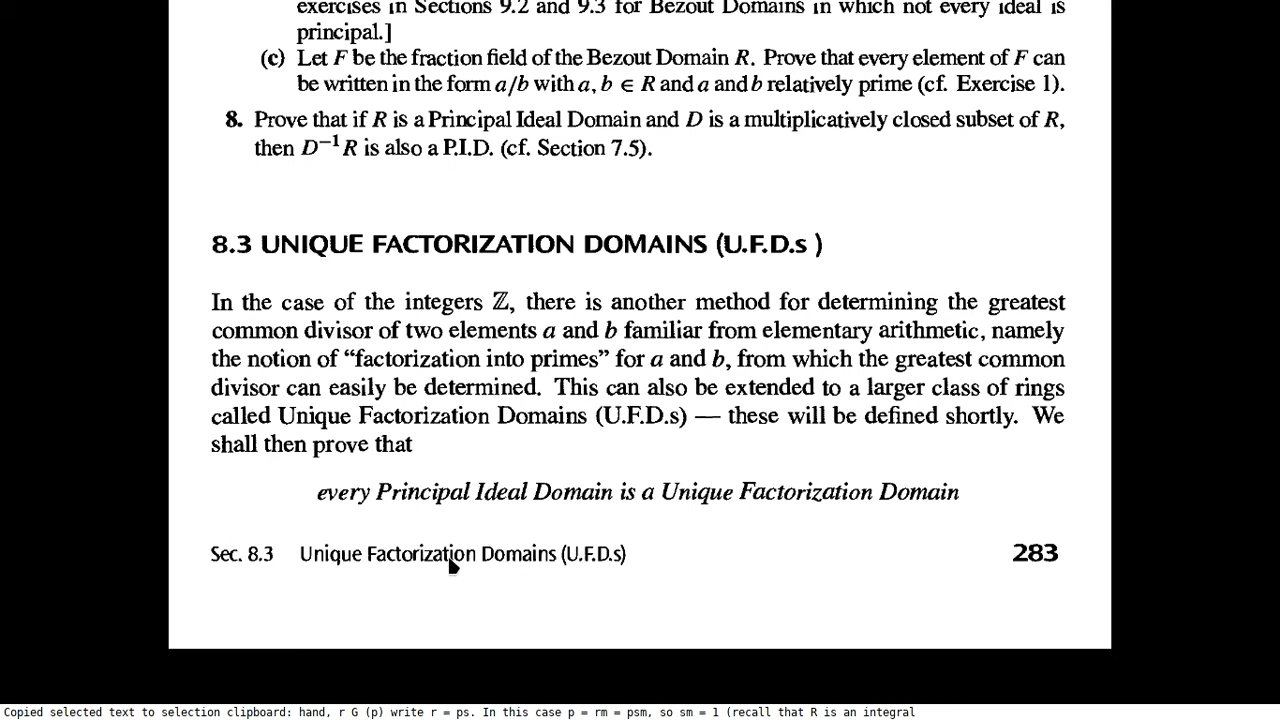 exercises in Sections 9.2 and 9.3 for Bezout Domains in which not every ideal is
principal.]
(c) Let F be the fraction field of the Bezout Domain R. Prove that every element of F can
be written in the form a/b with a, b ∈ R and a and b relatively prime (cf. Exercise 1).
8. Prove that if R is a Principal Ideal Domain and D is a multiplicatively closed subset of R,
then D⁻¹R is also a P.I.D. (cf. Section 7.5).
8.3 UNIQUE FACTORIZATION DOMAINS (U.F.D.s )
In the case of the integers ℤ, there is another method for determining the greatest
common divisor of two elements a and b familiar from elementary arithmetic, namely
the notion of “factorization into primes” for a and b, from which the greatest common
divisor can easily be determined. This can also be extended to a larger class of rings
called Unique Factorization Domains (U.F.D.s) — these will be defined shortly. We
shall then prove that
every Principal Ideal Domain is a Unique Factorization Domain
Sec. 8.3 Unique Factorization Domains (U.F.D.s) 283
Copied selected text to selection clipboard: hand, r G (p) write r = ps. In this case p = rm = psm, so sm = 1 (recall that R is an integral